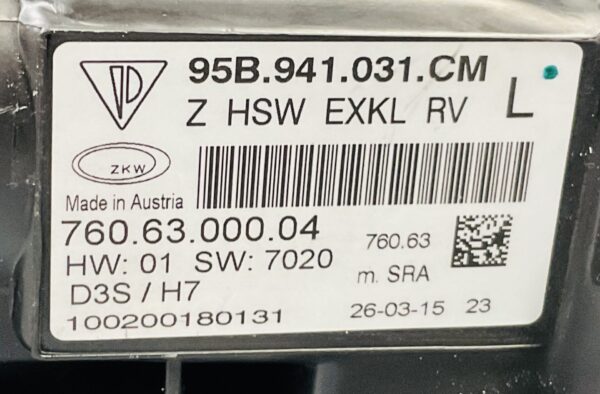 95B.941.031.CM
Z HSW EXKL RV L
ZKW
Made in Austria
760.63.000.04
760.63
HW: 01 SW: 7020
m. SRA
D3S / H7
100200180131
26-03-15 23